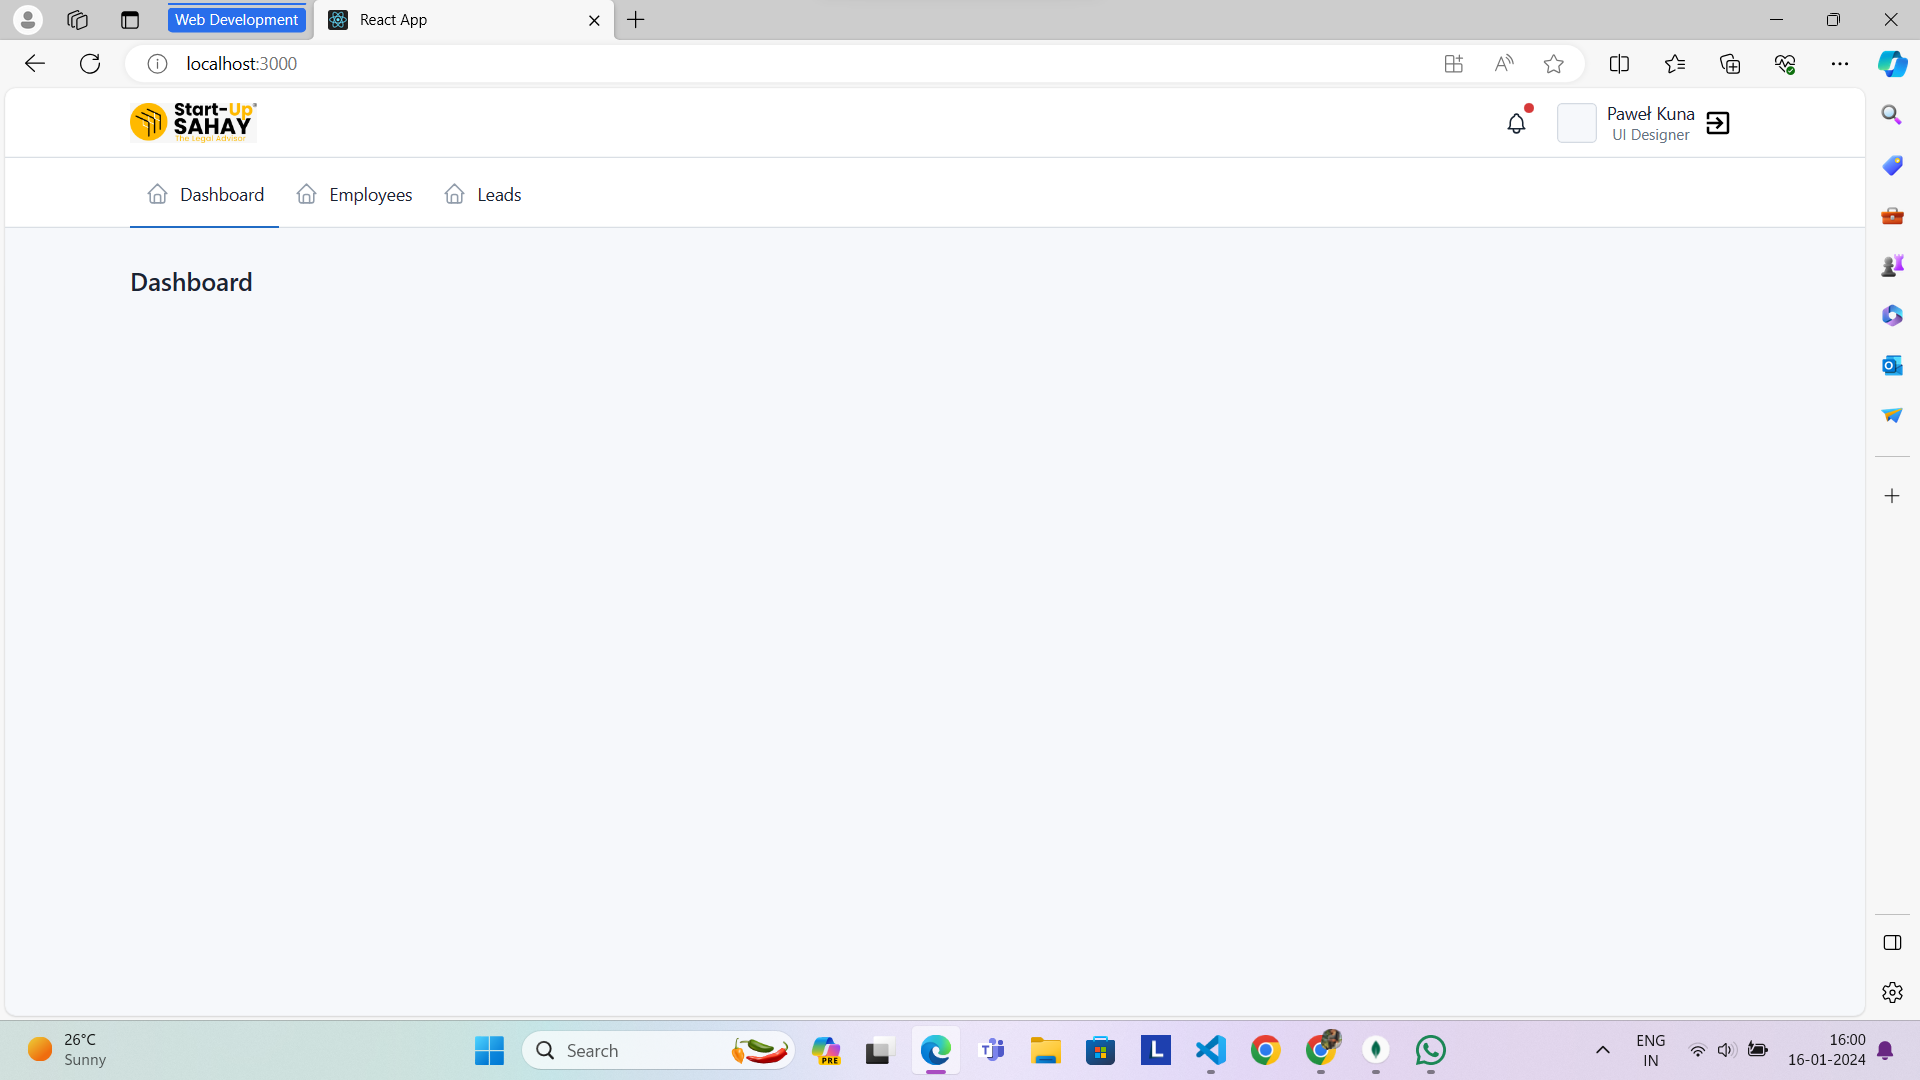 Web Development
React App
localhost:3000
Start-Up®
SAHAY
The Legal Advisor
Paweł Kuna
UI Designer
Dashboard
Employees
Leads
Dashboard
26°C
Sunny
Search
PRE
L
ENG
IN
16:00
16-01-2024